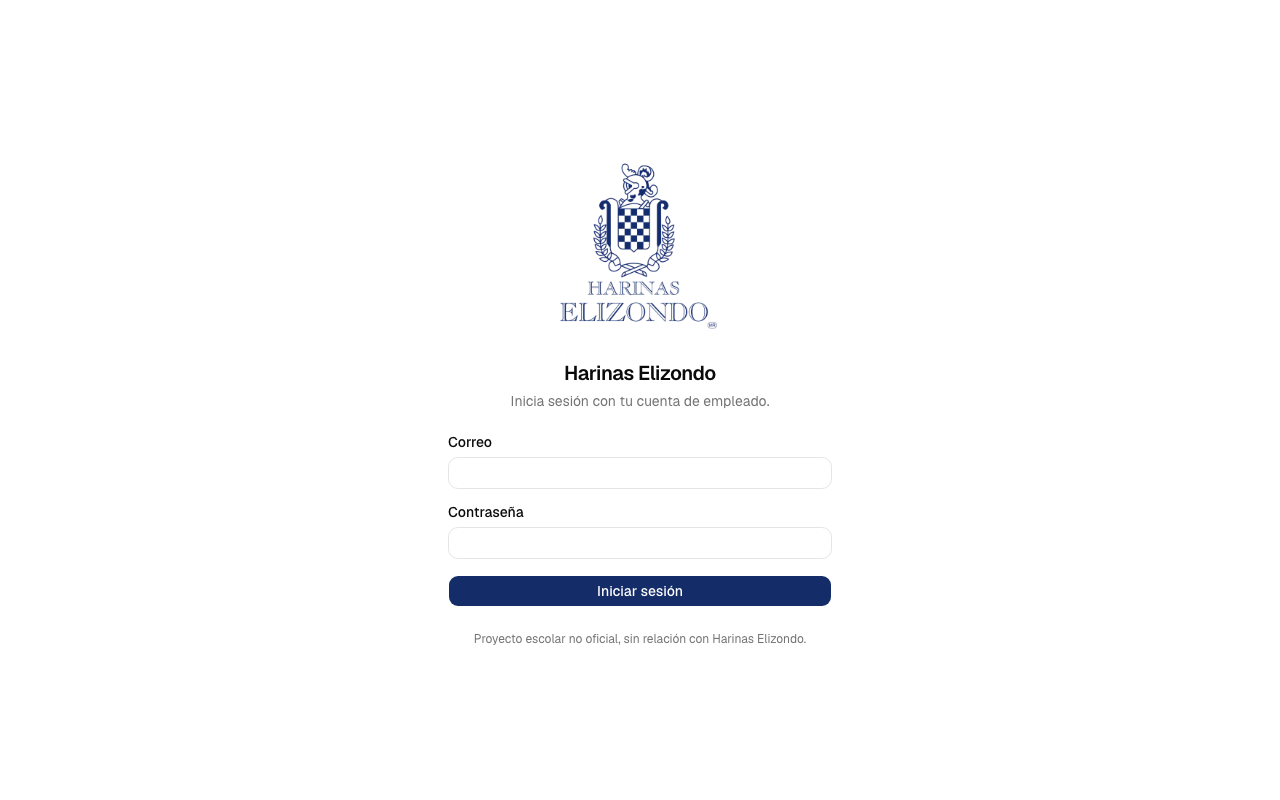 HARINAS
ELIZONDO
Harinas Elizondo
Inicia sesión con tu cuenta de empleado.
Correo
Contraseña
Iniciar sesión
Proyecto escolar no oficial, sin relación con Harinas Elizondo.